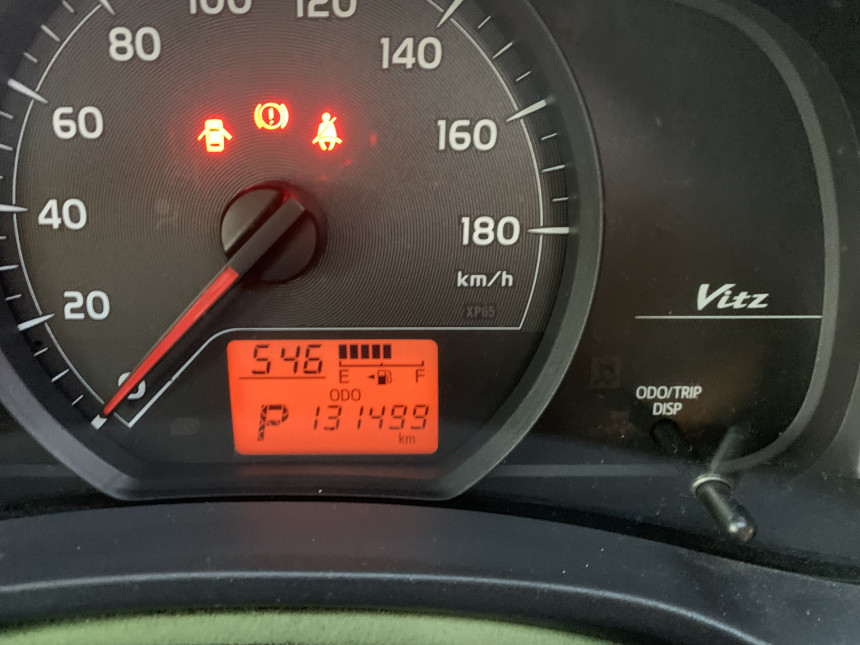 100 120
80 140
60 160
40 180
20 km/h
0 XP65
Vitz
546
E F
ODO
P 131499
km
ODO/TRIP
DISP